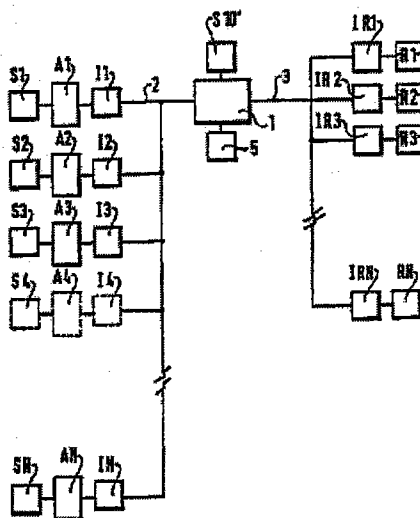 S10'
IR1
R1
S1 A1 I1
2
3
IR2
R2
1
S2 A2 I2
5
IR3
R3
S3 A3 I3
S4 A4 I4
IRN RN
SN AN IN